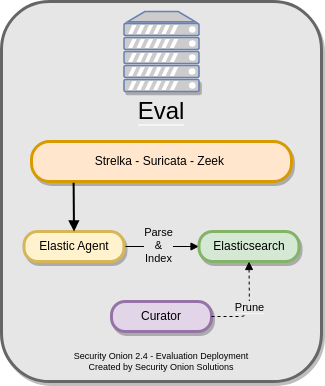 Eval
Strelka - Suricata - Zeek
Elastic Agent
Parse
&
Index
Elasticsearch
Curator
Prune
Security Onion 2.4 - Evaluation Deployment
Created by Security Onion Solutions